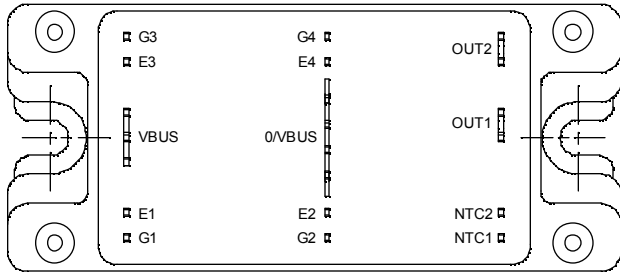 G3 G4
OUT2
E3 E4
OUT1
VBUS 0/VBUS
E1 E2 NTC2
G1 G2 NTC1